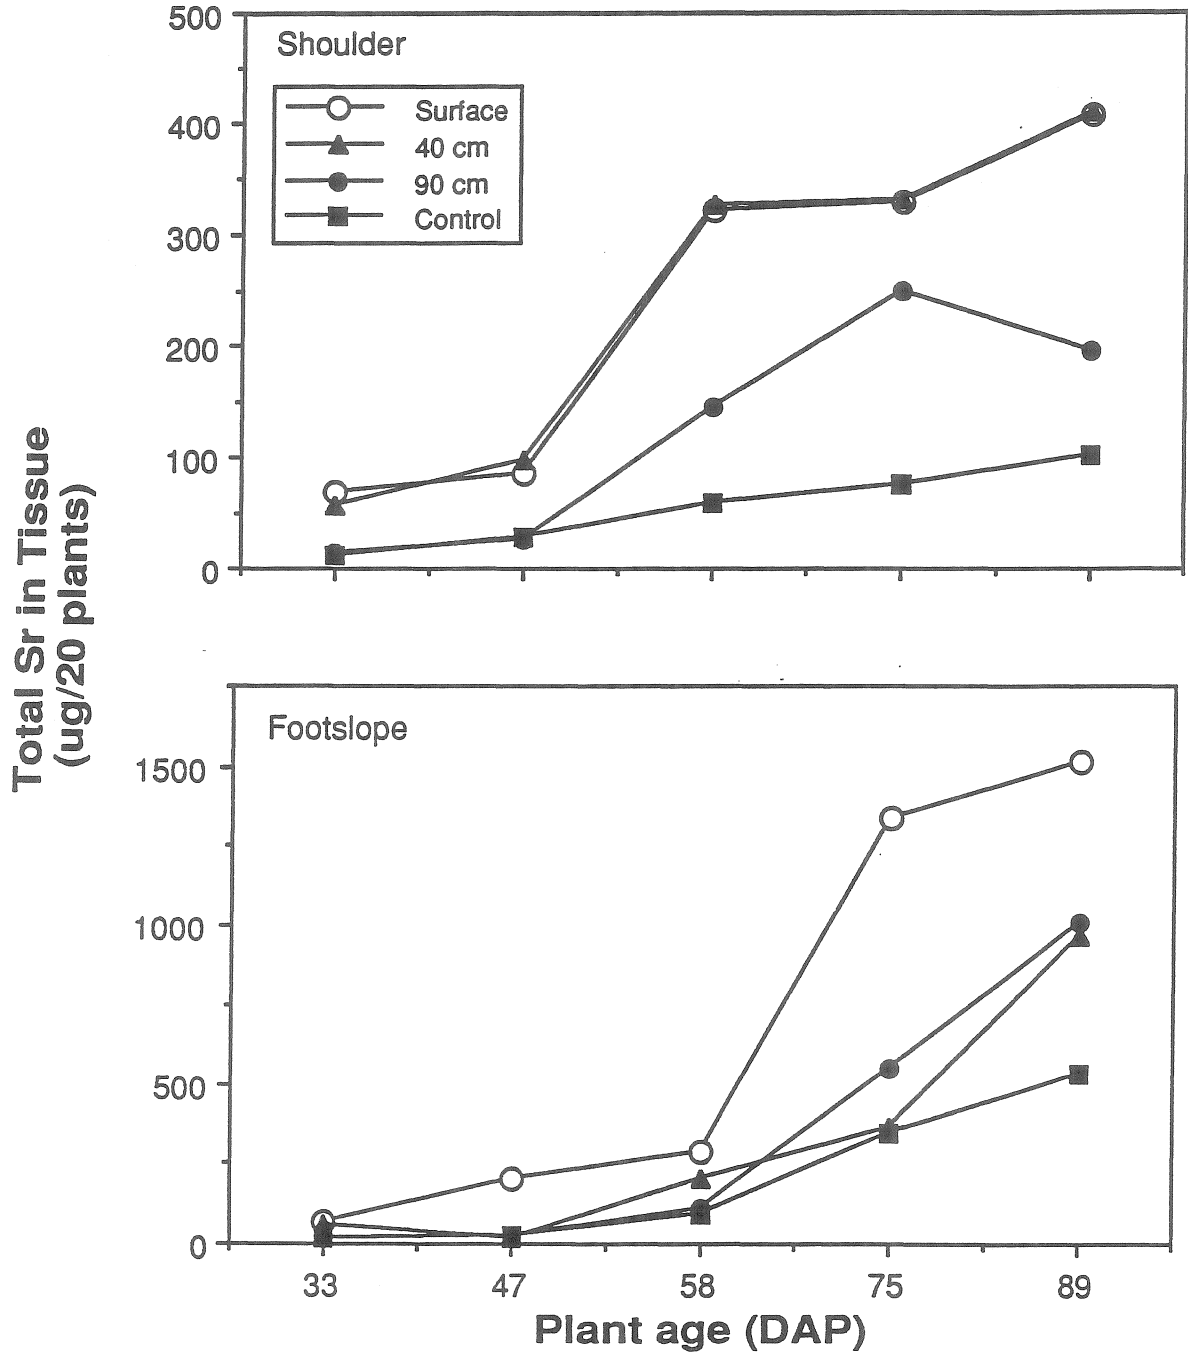 500
Shoulder
Surface
40 cm
90 cm
Control
400
300
200
100
0
Total Sr in Tissue
(ug/20 plants)
Footslope
1500
1000
500
0
33 47 58 75 89
Plant age (DAP)